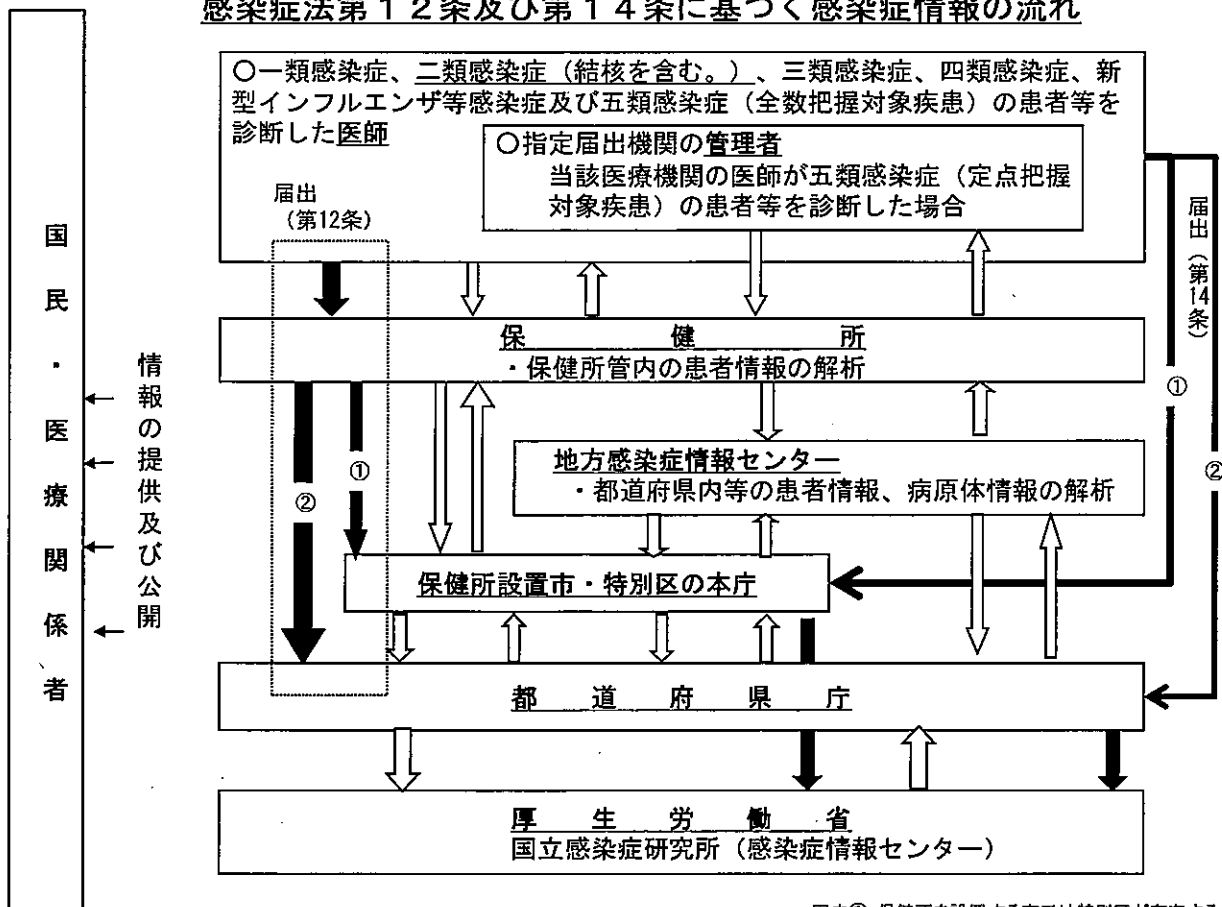 感染症法第１２条及び第１４条に基づく感染症情報の流れ
○一類感染症、二類感染症（結核を含む。）、三類感染症、四類感染症、新
型インフルエンザ等感染症及び五類感染症（全数把握対象疾患）の患者等を
診断した医師
○指定届出機関の管理者
当該医療機関の医師が五類感染症（定点把握
対象疾患）の患者等を診断した場合
届出
（第12条）
届出（第14条）
国民・医療関係者
情報の提供及び公開
保健所
・保健所管内の患者情報の解析
①
②
①
②
地方感染症情報センター
・都道府県内等の患者情報、病原体情報の解析
保健所設置市・特別区の本庁
都道府県庁
厚生労働省
国立感染症研究所（感染症情報センター）